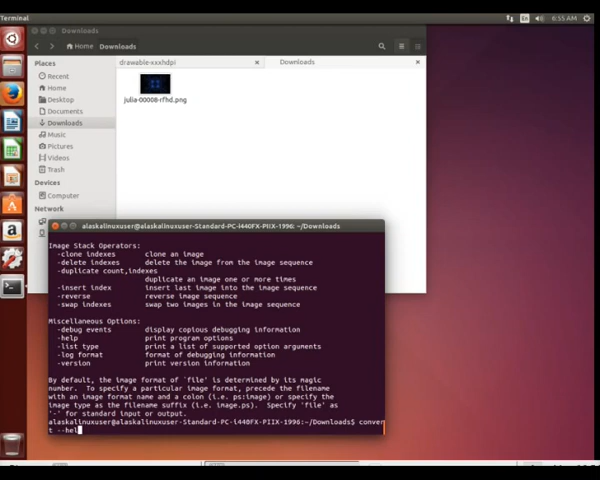 Terminal
En
6:55 AM
Downloads
Home Downloads
Places
drawable-xxxhdpi
Downloads
Recent
Home
Desktop
Documents
Downloads
Music
Pictures
Videos
Trash
Devices
Computer
Network
julia-00008-rfhd.png
alaskalinuxuser@alaskalinuxuser-Standard-PC-i440FX-PIIX-1996: ~/Downloads
Image Stack Operators:
-clone indexes clone an image
-delete indexes delete the image from the image sequence
-duplicate count,indexes
duplicate an image one or more times
-insert index insert last image into the image sequence
-reverse reverse image sequence
-swap indexes swap two images in the image sequence
Miscellaneous Options:
-debug events display copious debugging information
-help print program options
-list type print a list of supported option arguments
-log format format of debugging information
-version print version information
By default, the image format of `file' is determined by its magic
number. To specify a particular image format, precede the filename
with an image format name and a colon (i.e. ps:image) or specify the
image type as the filename suffix (i.e. image.ps). Specify 'file' as
'-' for standard input or output.
alaskalinuxuser@alaskalinuxuser-Standard-PC-i440FX-PIIX-1996:~/Downloads$ conver
t --hel